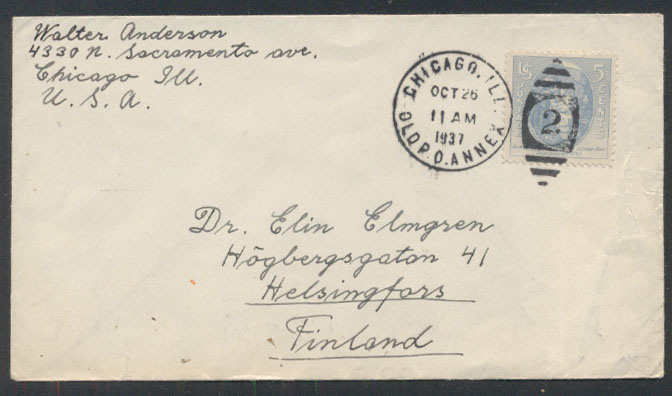 Walter Anderson
4330 N. Sacramento ave.
Chicago Ill.
U. S. A.
CHICAGO, ILL.
OCT 26
11 AM
1937
OLD P.O. ANNEX
2
US
5
CENTS
Dr. Elin Elmgren
Högbergsgatan 41
Helsingfors
Finland